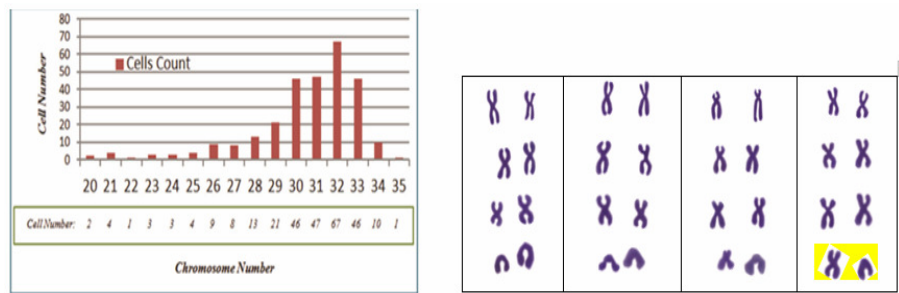 80
70
60
50
40
30
20
10
0
Cell Number
Cells Count
20 21 22 23 24 25 26 27 28 29 30 31 32 33 34 35
Cell Number: 2 4 1 3 3 4 9 8 13 21 46 47 67 46 10 1
Chromosome Number